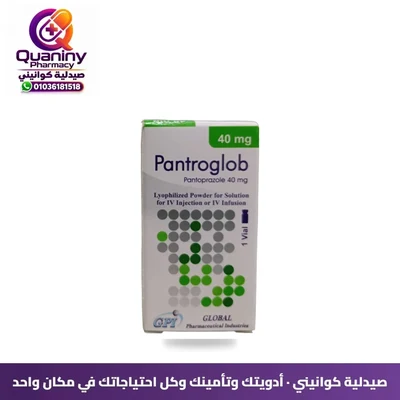 Quaniny
Pharmacy
صيدلية كوانيني
01036181518
40 mg
Pantroglob
Pantoprazole 40 mg
Lyophilized Powder for Solution
for IV Injection or IV Infusion
1 Vial
GPI
GLOBAL
Pharmaceutical Industries
صيدلية كوانيني - أدويتك وتأمينك وكل احتياجاتك في مكان واحد